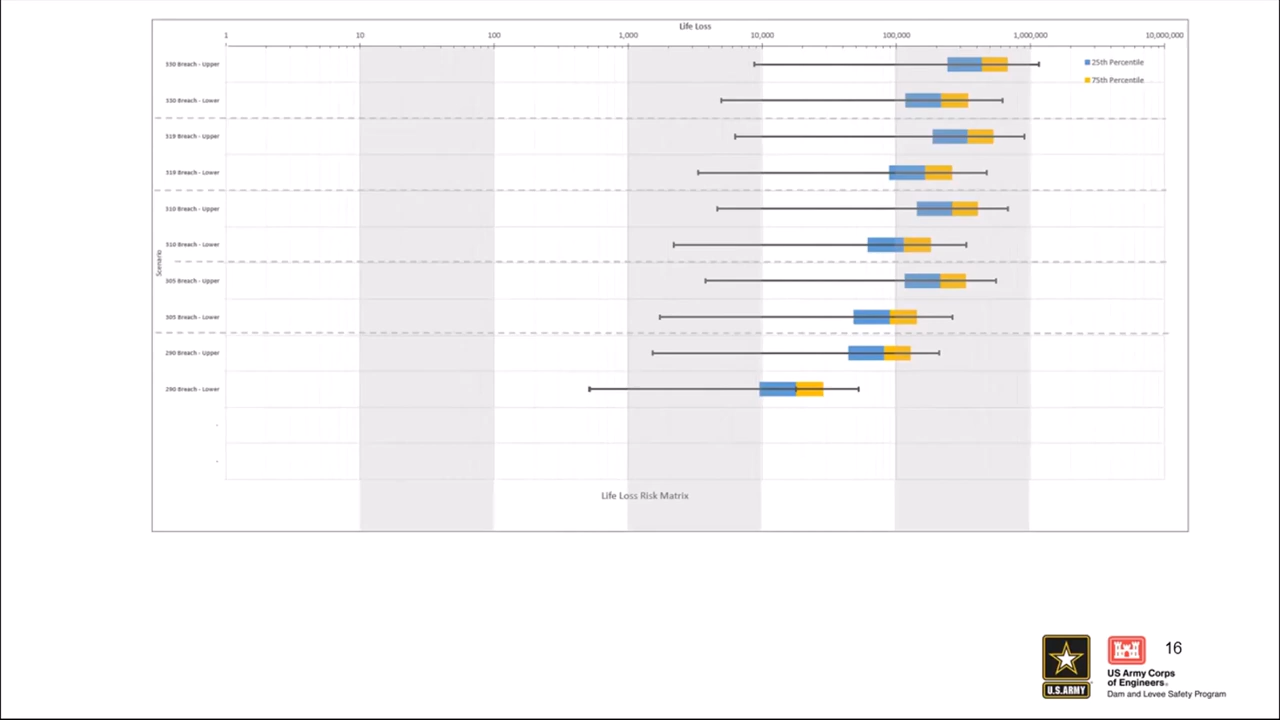 Life Loss
1 10 100 1,000 10,000 100,000 1,000,000 10,000,000
330 Breach - Upper
25th Percentile
75th Percentile
330 Breach - Lower
319 Breach - Upper
319 Breach - Lower
310 Breach - Upper
310 Breach - Lower
Scenario
305 Breach - Upper
305 Breach - Lower
290 Breach - Upper
290 Breach - Lower
Life Loss Risk Matrix
U.S.ARMY
US Army Corps
of Engineers®
Dam and Levee Safety Program
16